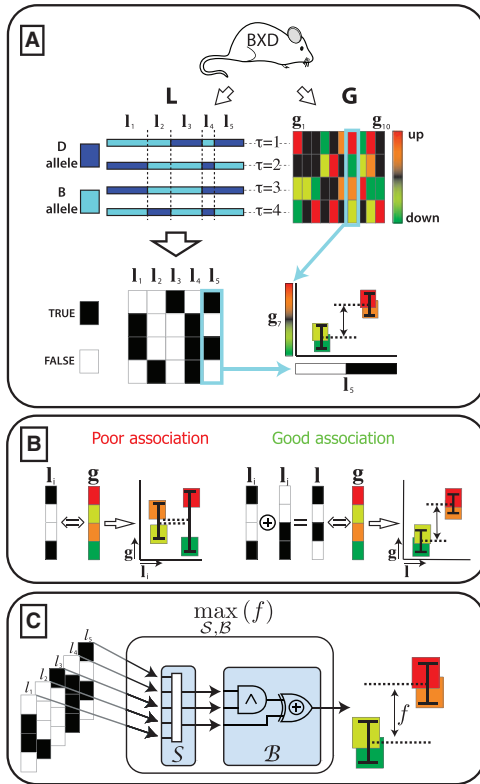 A
BXD
L
G
l₁ l₂ l₃ l₄ l₅
g₁ g₁₀
D allele
B allele
τ=1
τ=2
τ=3
τ=4
up
down
l₁ l₂ l₃ l₄ l₅
TRUE
FALSE
g₇
l₅
B
Poor association
Good association
lᵢ g
g
lᵢ
lᵢ lᵢ l g
⊕ =
g
l
C
max (f)
S,B
l₅
l₄
l₃
l₂
l₁
∧
⊕
S
B
f